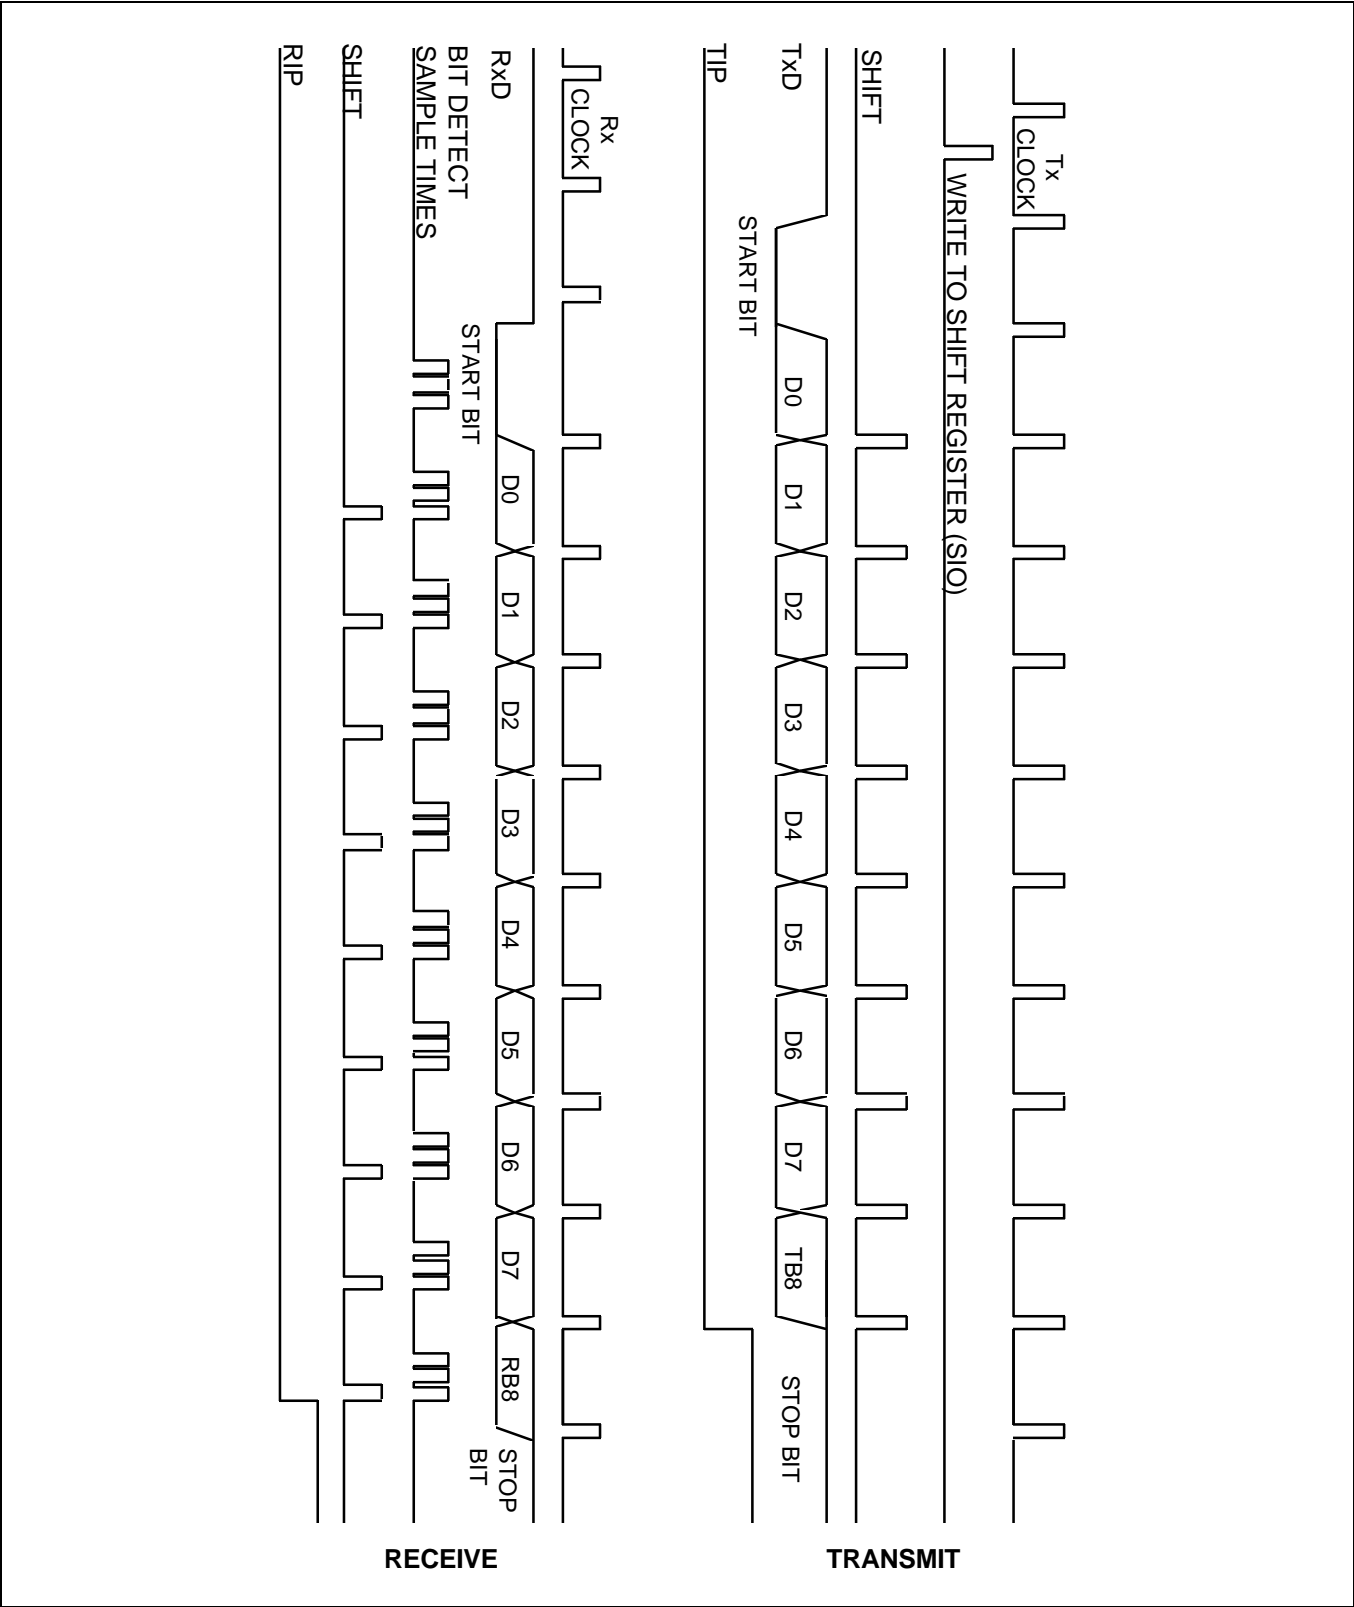 Tx
CLOCK
WRITE TO SHIFT REGISTER (SIO)
SHIFT
TxD
START BIT
D0
D1
D2
D3
D4
D5
D6
D7
TB8
STOP BIT
TIP
TRANSMIT
Rx
CLOCK
RxD
START BIT
D0
D1
D2
D3
D4
D5
D6
D7
RB8
STOP
BIT
BIT DETECT
SAMPLE TIMES
SHIFT
RIP
RECEIVE